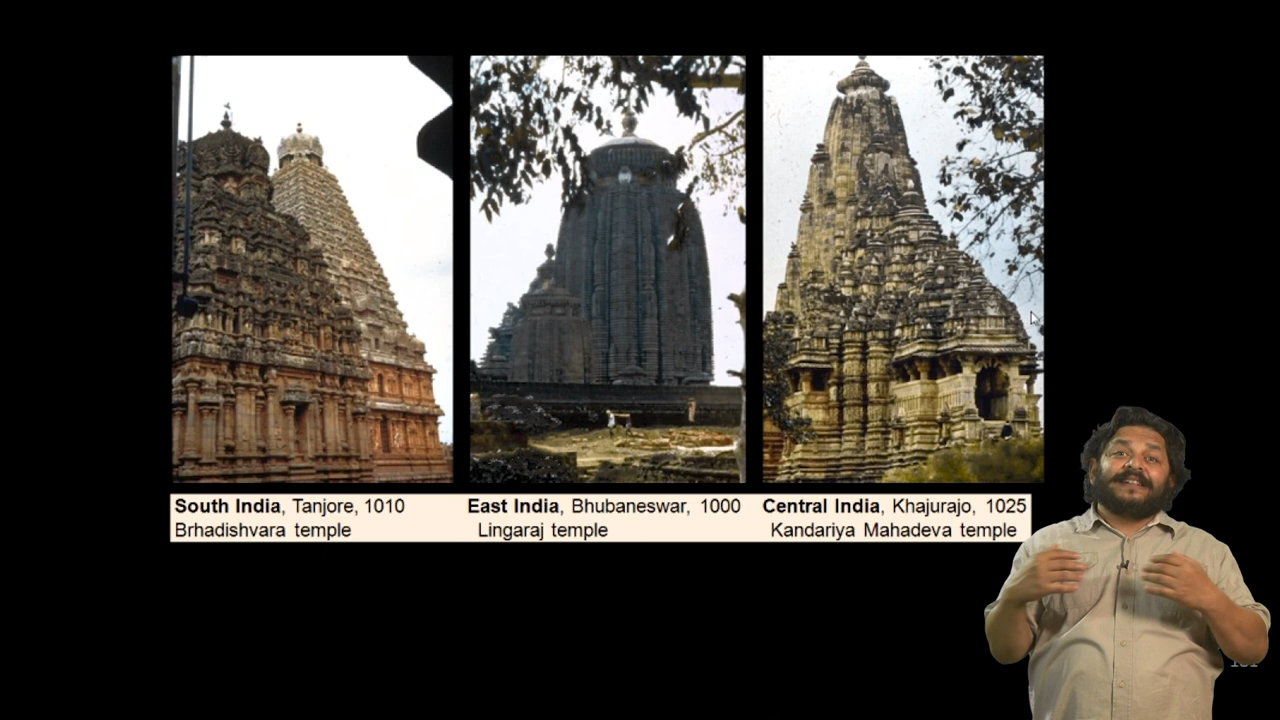 South India, Tanjore, 1010
Brhadishvara temple
East India, Bhubaneswar, 1000
Lingaraj temple
Central India, Khajurajo, 1025
Kandariya Mahadeva temple